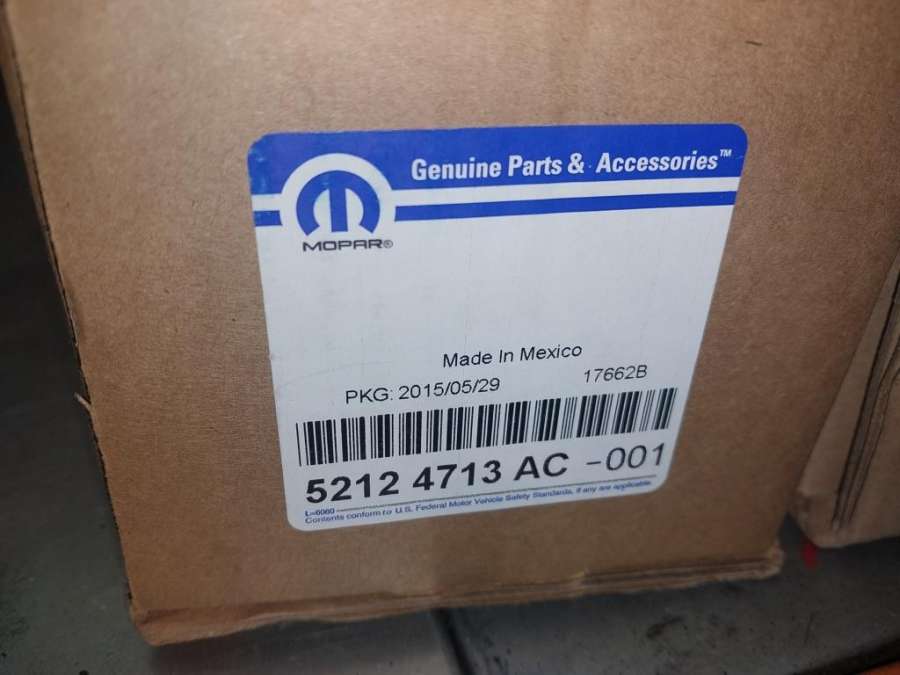 Genuine Parts & Accessories™
MOPAR®
Made In Mexico
PKG: 2015/05/29
17662B
5212 4713 AC -001
L-6060
Contents conform to U.S. Federal Motor Vehicle Safety Standards, if any are applicable.